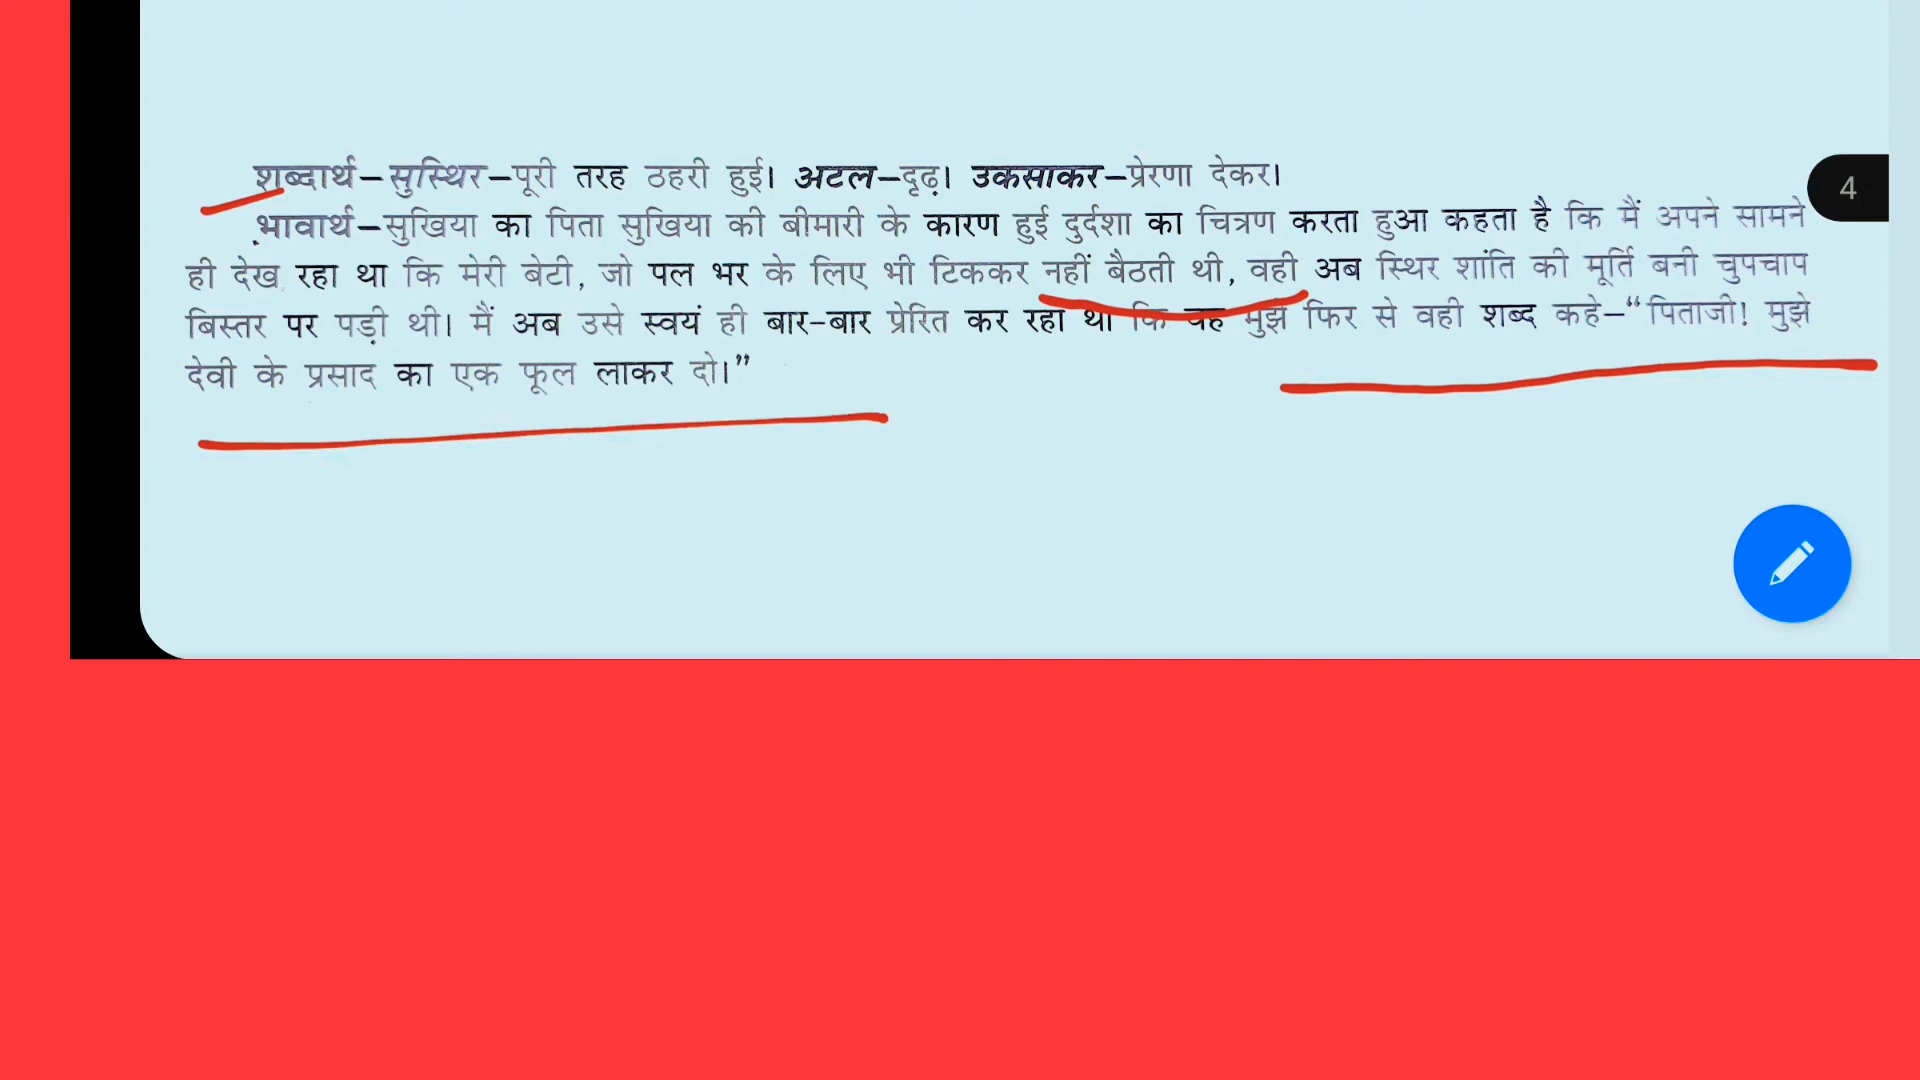 शब्दार्थ–सुस्थिर–पूरी तरह ठहरी हुई। अटल–दृढ़। उकसाकर–प्रेरणा देकर।
4
भावार्थ–सुखिया का पिता सुखिया की बीमारी के कारण हुई दुर्दशा का चित्रण करता हुआ कहता है कि मैं अपने सामने
ही देख रहा था कि मेरी बेटी, जो पल भर के लिए भी टिककर नहीं बैठती थी, वही अब स्थिर शांति की मूर्ति बनी चुपचाप
बिस्तर पर पड़ी थी। मैं अब उसे स्वयं ही बार-बार प्रेरित कर रहा था कि वह मुझे फिर से वही शब्द कहे–“पिताजी! मुझे
देवी के प्रसाद का एक फूल लाकर दो।”